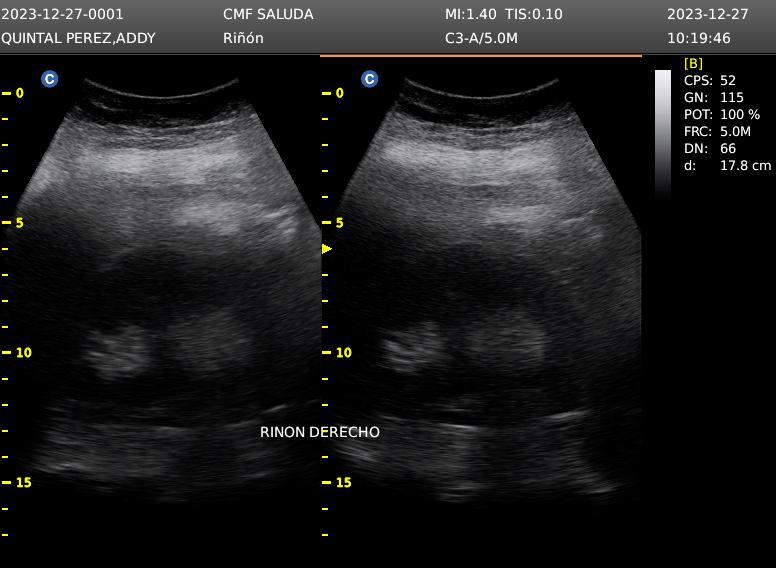 2023-12-27-0001 CMF SALUDA MI:1.40 TIS:0.10 2023-12-27
QUINTAL PEREZ,ADDY Riñón C3-A/5.0M 10:19:46
[B]
CPS: 52
GN: 115
POT: 100 %
FRC: 5.0M
DN: 66
d: 17.8 cm
C
0
5
10
15
C
0
5
10
15
RINON DERECHO